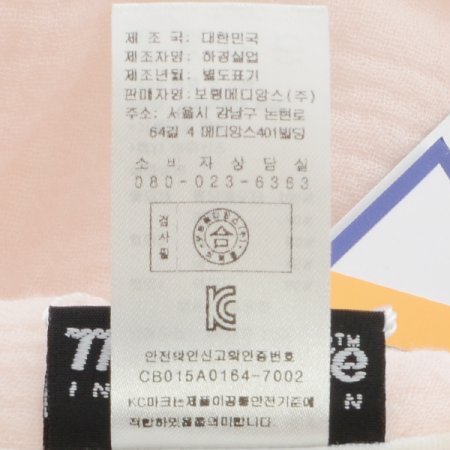 제 조 국: 대한민국
제조자명: 하경실업
제조년월: 별도표기
판매자명: 보령메디앙스(주)
주소: 서울시 강남구 논현로
64길 4 메디앙스401빌딩
소 비 자 상 담 실
080-023-6363
검사필
合
KC
안전확인신고확인증번호
CB015A0164-7002
KC마크는제품이공통안전기준에
적합하였음을의미합니다
TM
IN
N